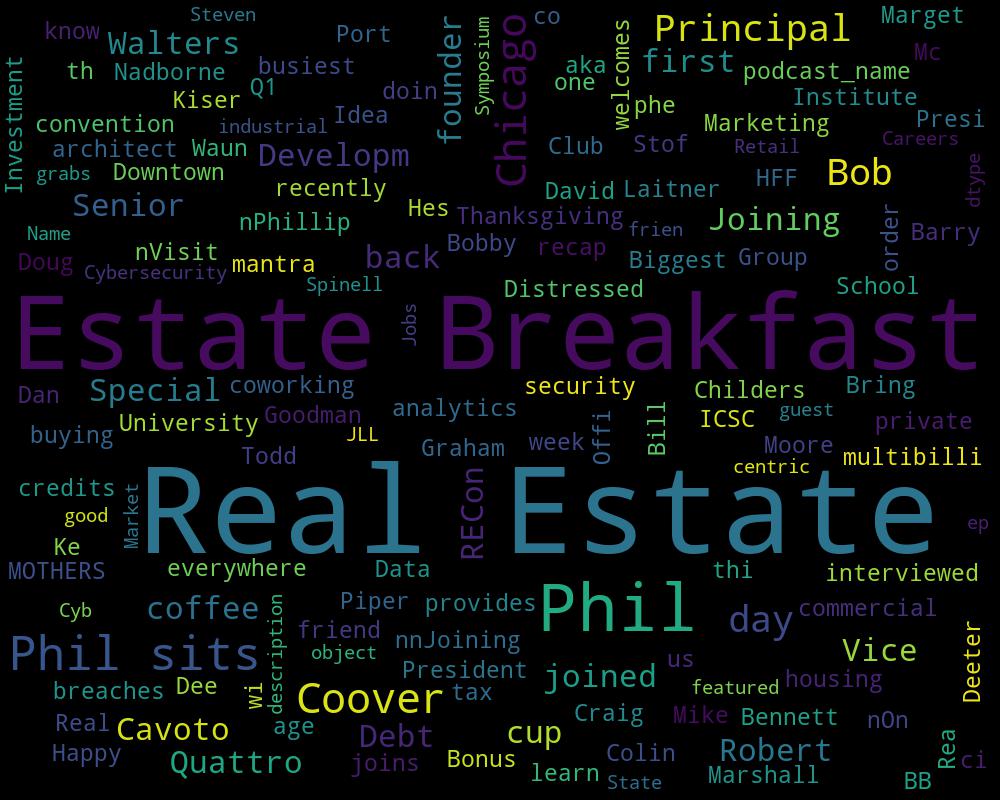 Steven
co
Marget
know
Walters
Port
founder
Symposium
Chicago
Principal
first
Mc
th
Nadborne
busiest
aka
one
welcomes
podcast_name
Investment
Kiser
Q1
doin
phe
Institute
convention
industrial
Idea
Marketing
Presi
architect
Waun
Developm
Club
Stof
Retail
Careers
grabs
Downtown
recently
David
Laitner
HFF
Bob
dtype
Senior
nPhillip
Hes
Thanksgiving
frien
Joining
order
Barry
Name
nVisit
Bobby
recap
Doug
Cybersecurity
mantra
back
Biggest
Group
Spinell
Distressed
School
Estate Breakfast
Jobs
Dan
Special
coworking
security
Childers
Bring
University
Goodman
analytics
Offi
Bill
ICSC
guest
private
buying
JLL
Todd
Graham
week
Moore
centric
multibilli
credits
Market
Real Estate
RECon
good
ep
Ke
MOTHERS
everywhere
Data
thi
interviewed
Cyb
coffee
description
Piper
provides
Phil
day
commercial
friend
nnJoining
Phil sits
object
President
us
Vice
Deeter
breaches
Dee
wi
Coover
tax
joined
featured
housing
Real
Cavoto
age
Debt
cup
Craig
Mike
Bennett
nOn
Happy
Quattro
joins
Bonus
Colin
Robert
Rea
ci
learn
State
Marshall
BB